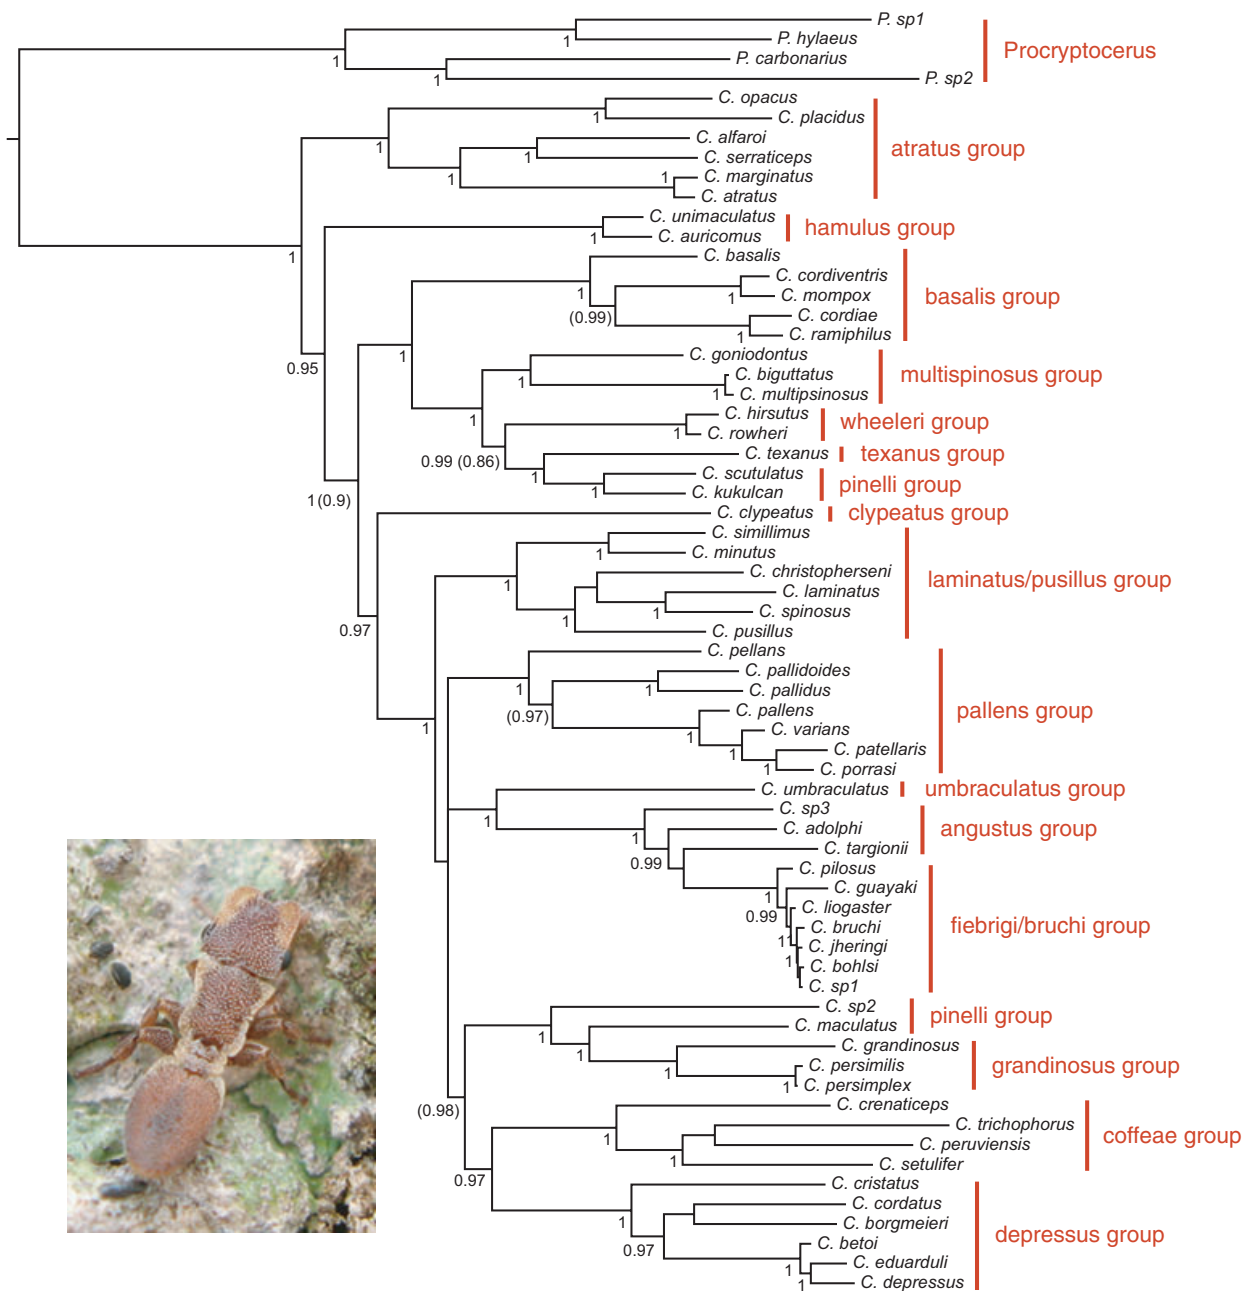 P. sp1
P. hylaeus
P. carbonarius
P. sp2
Procryptocerus
1
1
1
C. opacus
C. placidus
C. alfaroi
C. serraticeps
C. marginatus
C. atratus
atratus group
1
1
1
1
1
1
C. unimaculatus
C. auricomus
hamulus group
1
0.95
C. basalis
C. cordiventris
C. mompox
C. cordiae
C. ramiphilus
basalis group
1
1
(0.99)
1
1
C. goniodontus
C. biguttatus
C. multipsinosus
multispinosus group
1
1
1
C. hirsutus
C. rowheri
wheeleri group
1
0.99 (0.86)
C. texanus
texanus group
C. scutulatus
C. kukulcan
pinelli group
1
1
1(0.9)
C. clypeatus
clypeatus group
C. simillimus
C. minutus
C. christopherseni
C. laminatus
C. spinosus
C. pusillus
laminatus/pusillus group
1
1
1
0.97
C. pellans
C. pallidoides
C. pallidus
C. pallens
C. varians
C. patellaris
C. porrasi
pallens group
1
1
(0.97)
1
1
1
1
C. umbraculatus
umbraculatus group
1
C. sp3
C. adolphi
C. targionii
angustus group
1
0.99
C. pilosus
C. guayaki
C. liogaster
C. bruchi
C. jheringi
C. bohlsi
C. sp1
fiebrigi/bruchi group
1
0.99
11
1
C. sp2
C. maculatus
pinelli group
1
1
C. grandinosus
C. persimilis
C. persimplex
grandinosus group
1
1
(0.98)
C. crenaticeps
C. trichophorus
C. peruviensis
C. setulifer
coffeae group
1
1
0.97
C. cristatus
C. cordatus
C. borgmeieri
C. betoi
C. eduarduli
C. depressus
depressus group
1
0.97
1
1